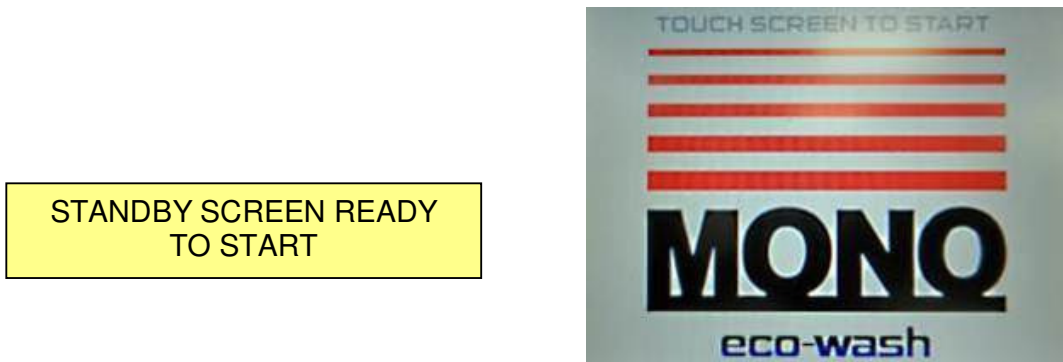 TOUCH SCREEN TO START
STANDBY SCREEN READY
TO START
MONO
eco-wash